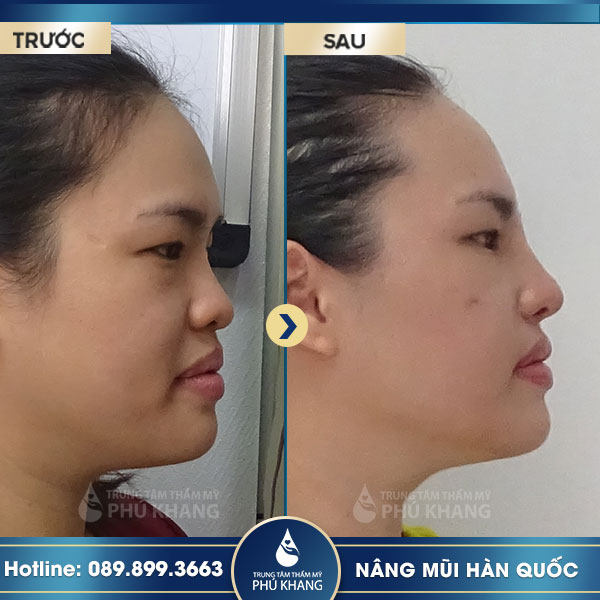 TRƯỚC
SAU
TRUNG TÂM THẨM MỸ
PHÚ KHANG
TRUNG TÂM THẨM MỸ
PHÚ KHANG
Hotline: 089.899.3663
TRUNG TÂM THẨM MỸ
PHÚ KHANG
NÂNG MŨI HÀN QUỐC